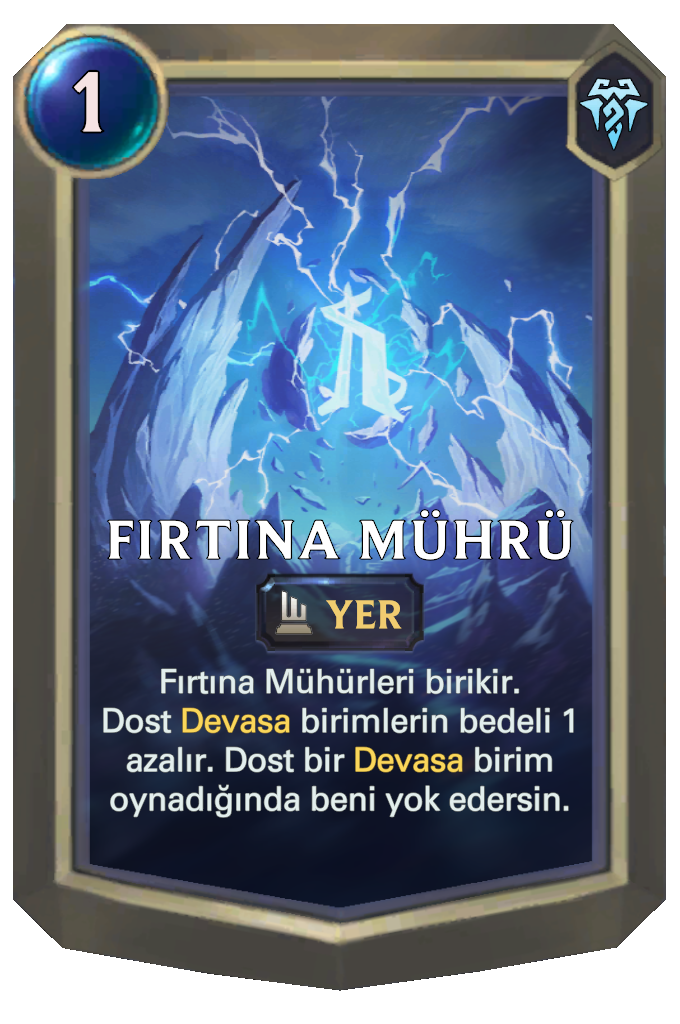 1
FIRTINA MÜHRÜ
YER
Fırtına Mühürleri birikir.
Dost Devasa birimlerin bedeli 1
azalır. Dost bir Devasa birim
oynadığında beni yok edersin.